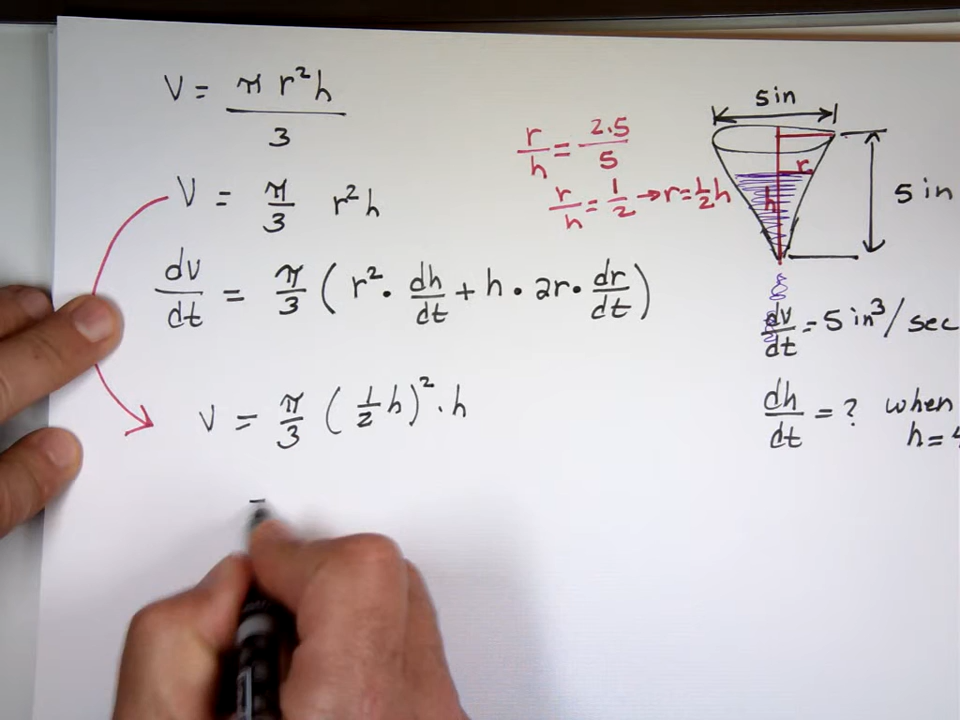 V = π r²h / 3
V = π/3 r²h
dv/dt = π/3 ( r² · dh/dt + h · 2r · dr/dt )
V = π/3 ( 1/2 h )² · h
r/h = 2.5/5
r/h = 1/2 → r = 1/2 h
5 in
r
h
5 in
dv/dt = 5 in³/sec
dh/dt = ? when
h =